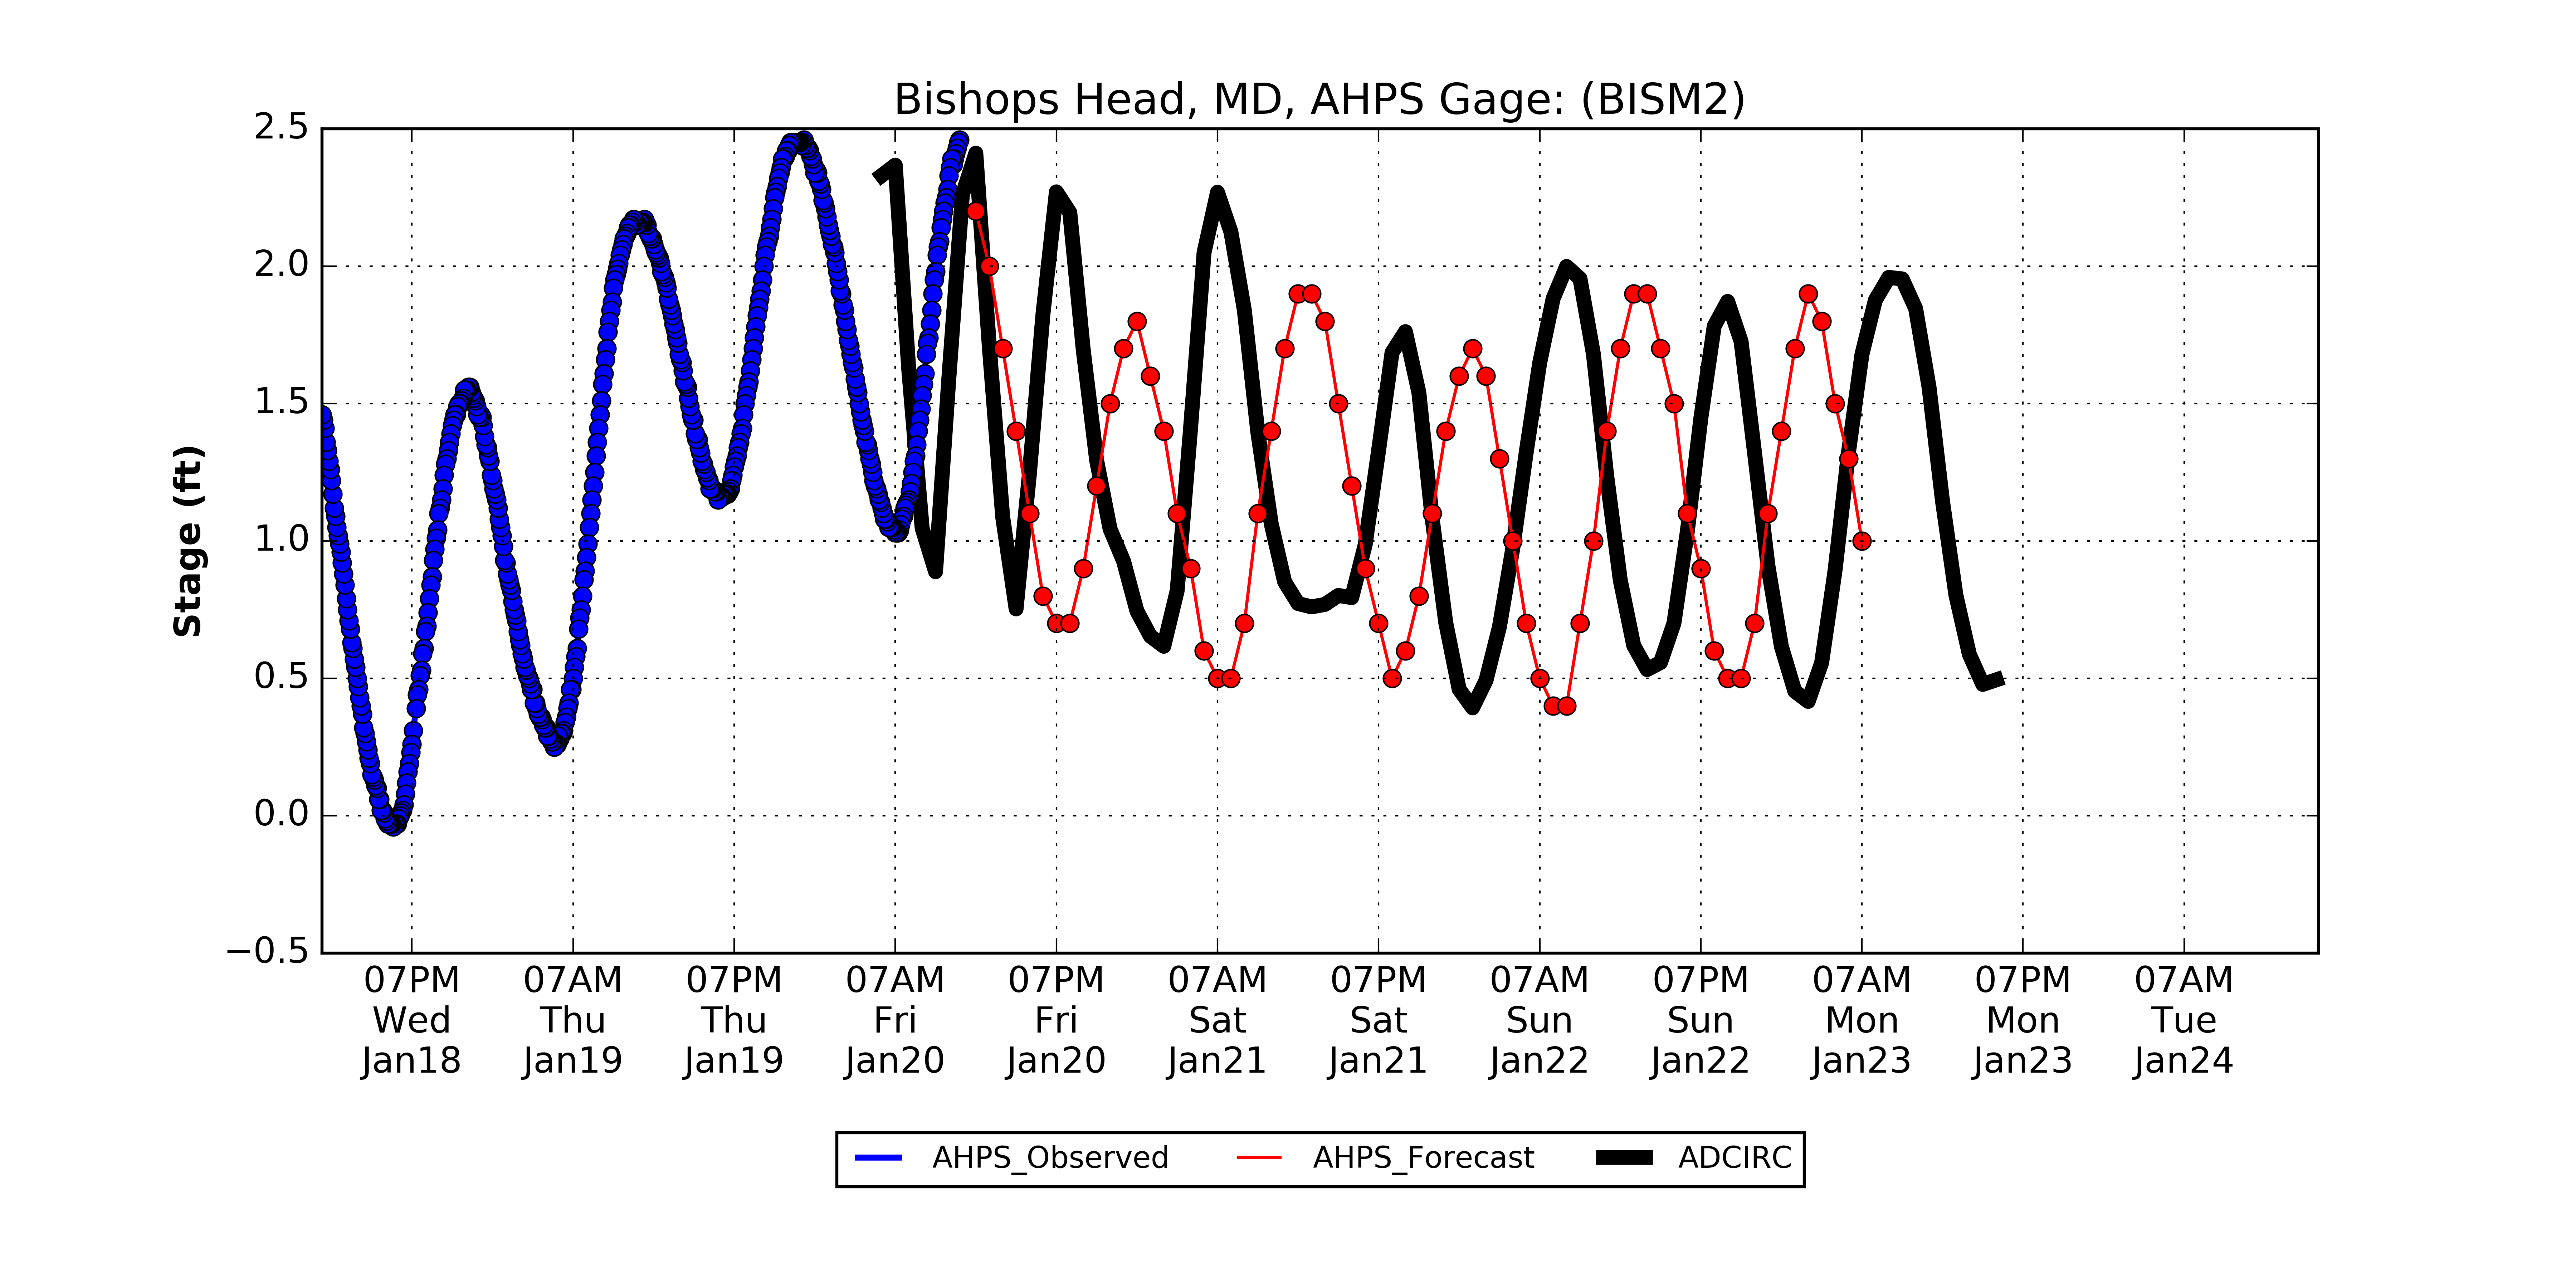 Bishops Head, MD, AHPS Gage: (BISM2)
Stage (ft)
2.5
2.0
1.5
1.0
0.5
0.0
−0.5
07PM 07AM 07PM 07AM 07PM 07AM 07PM 07AM 07PM 07AM 07PM 07AM
Wed Thu Thu Fri Fri Sat Sat Sun Sun Mon Mon Tue
Jan18 Jan19 Jan19 Jan20 Jan20 Jan21 Jan21 Jan22 Jan22 Jan23 Jan23 Jan24
AHPS_Observed AHPS_Forecast ADCIRC